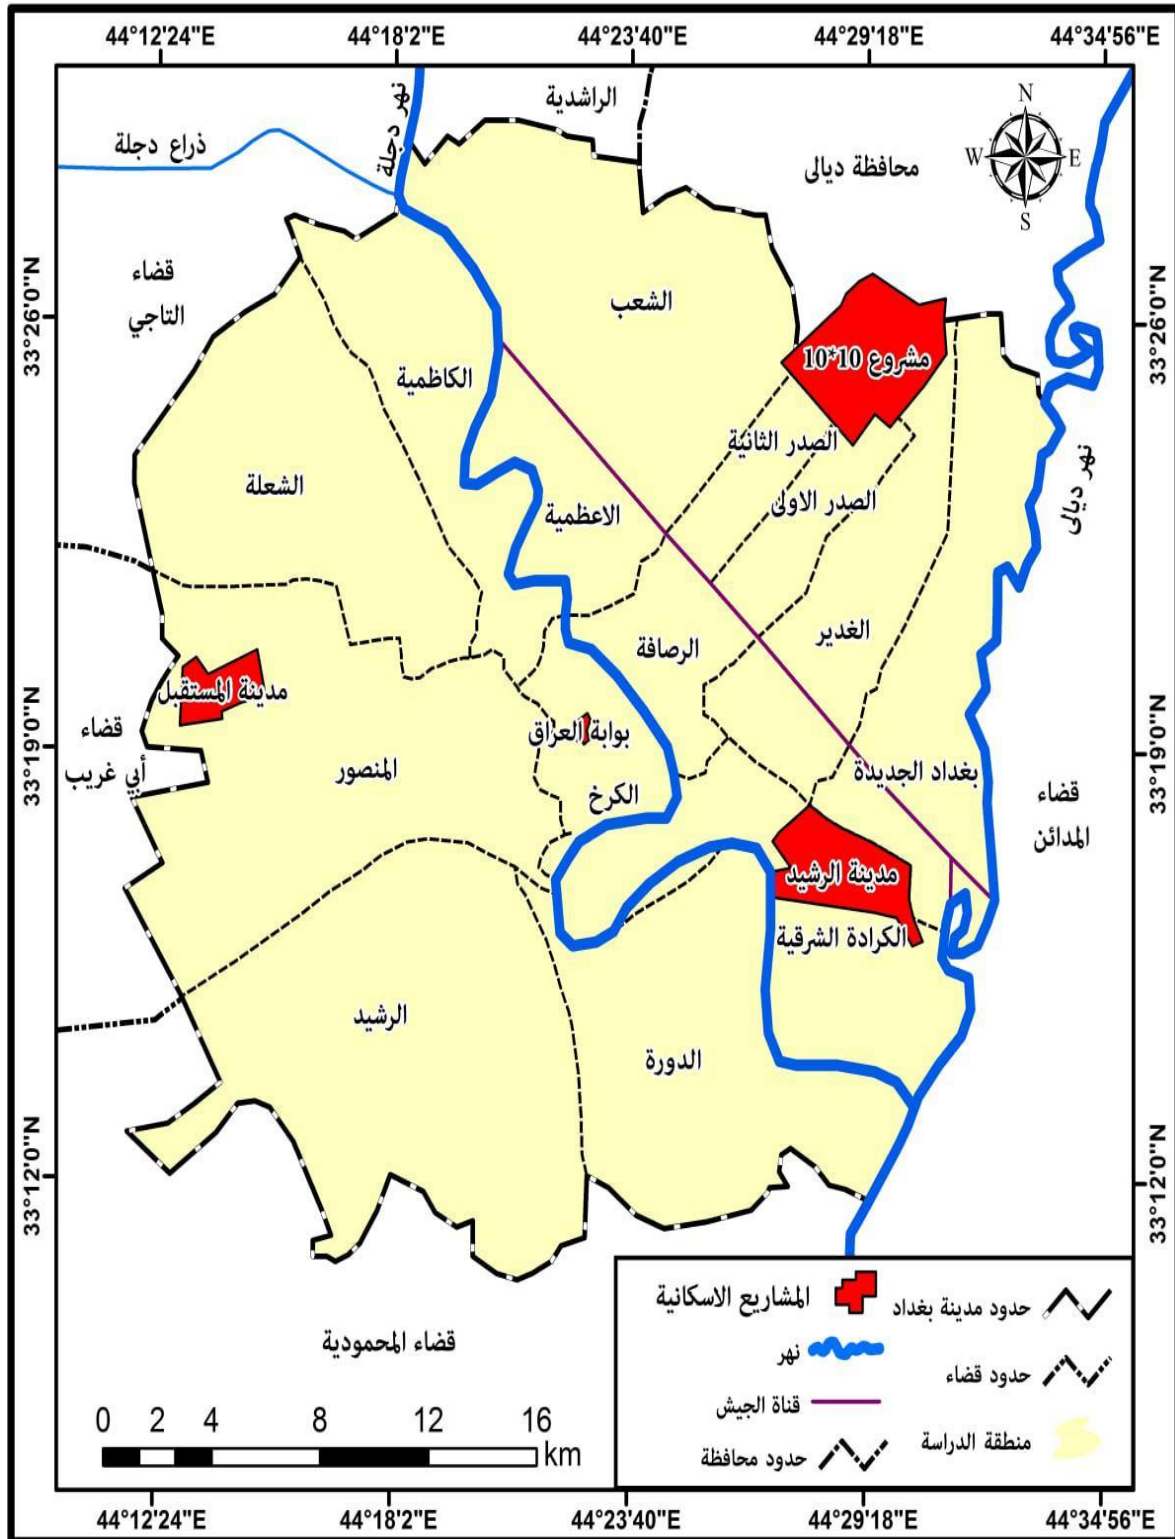 44°12'24"E 44°18'2"E 44°23'40"E 44°29'18"E 44°34'56"E
الراشدية
نهر دجلة
ذراع دجلة
محافظة ديالى
N
W E
S
قضاء
التاجي
33°26'0"N
33°26'0"N
الشعب
مشروع 10*10
الكاظمية
الصدر الثانية
الشعلة
الصدر الاولى
الاعظمية
نهر ديالى
الغدير
الرصافة
مدينة المستقبل
قضاء
أبي غريب
33°19'0"N
33°19'0"N
بوابة العراق
المنصور
الكرخ
بغداد الجديدة
قضاء
المدائن
مدينة الرشيد
الكرادة الشرقية
الرشيد
الدورة
33°12'0"N
33°12'0"N
قضاء المحمودية
حدود مدينة بغداد
المشاريع الاسكانية
حدود قضاء
نهر
منطقة الدراسة
قناة الجيش
حدود محافظة
0 2 4 8 12 16
km
44°12'24"E 44°18'2"E 44°23'40"E 44°29'18"E 44°34'56"E